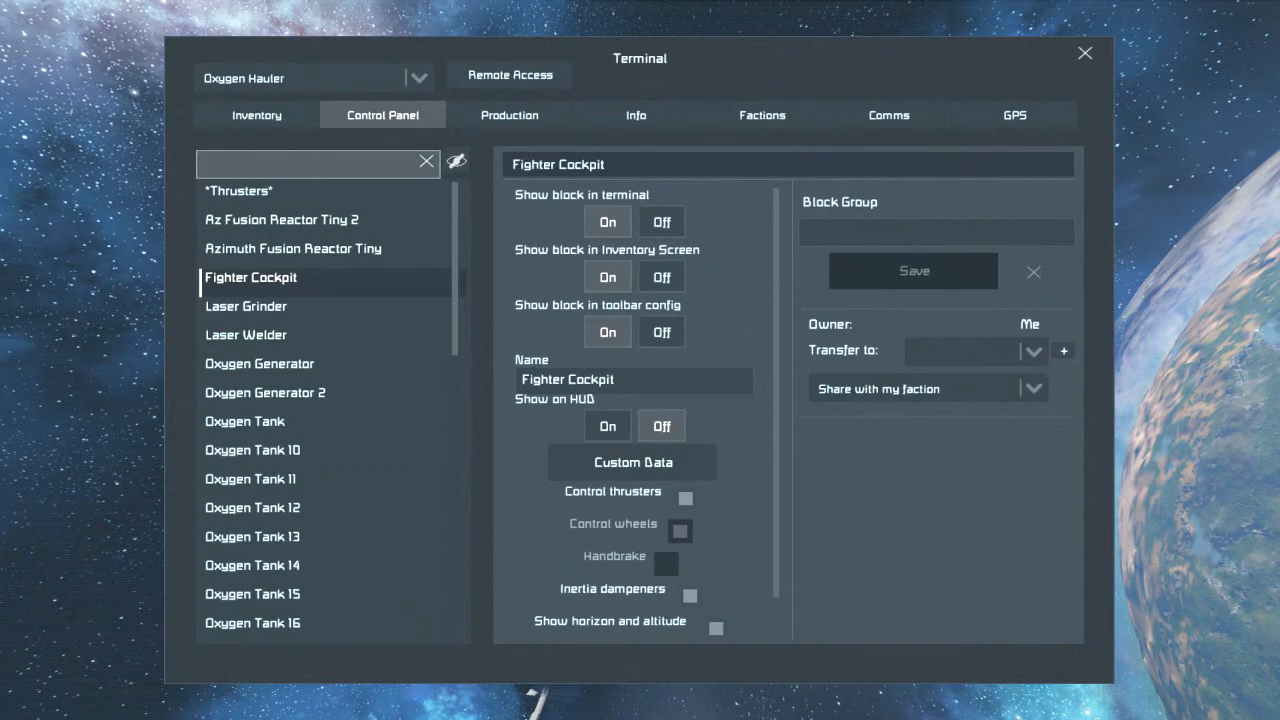 Terminal
Oxygen Hauler
Remote Access
Inventory
Control Panel
Production
Info
Factions
Comms
GPS
*Thrusters*
Az Fusion Reactor Tiny 2
Azimuth Fusion Reactor Tiny
Fighter Cockpit
Laser Grinder
Laser Welder
Oxygen Generator
Oxygen Generator 2
Oxygen Tank
Oxygen Tank 10
Oxygen Tank 11
Oxygen Tank 12
Oxygen Tank 13
Oxygen Tank 14
Oxygen Tank 15
Oxygen Tank 16
Fighter Cockpit
Show block in terminal
On Off
Show block in Inventory Screen
On Off
Show block in toolbar config
On Off
Name
Fighter Cockpit
Show on HUD
On Off
Custom Data
Control thrusters
Control wheels
Handbrake
Inertia dampeners
Show horizon and altitude
Block Group
Save
Owner: Me
Transfer to: +
Share with my faction